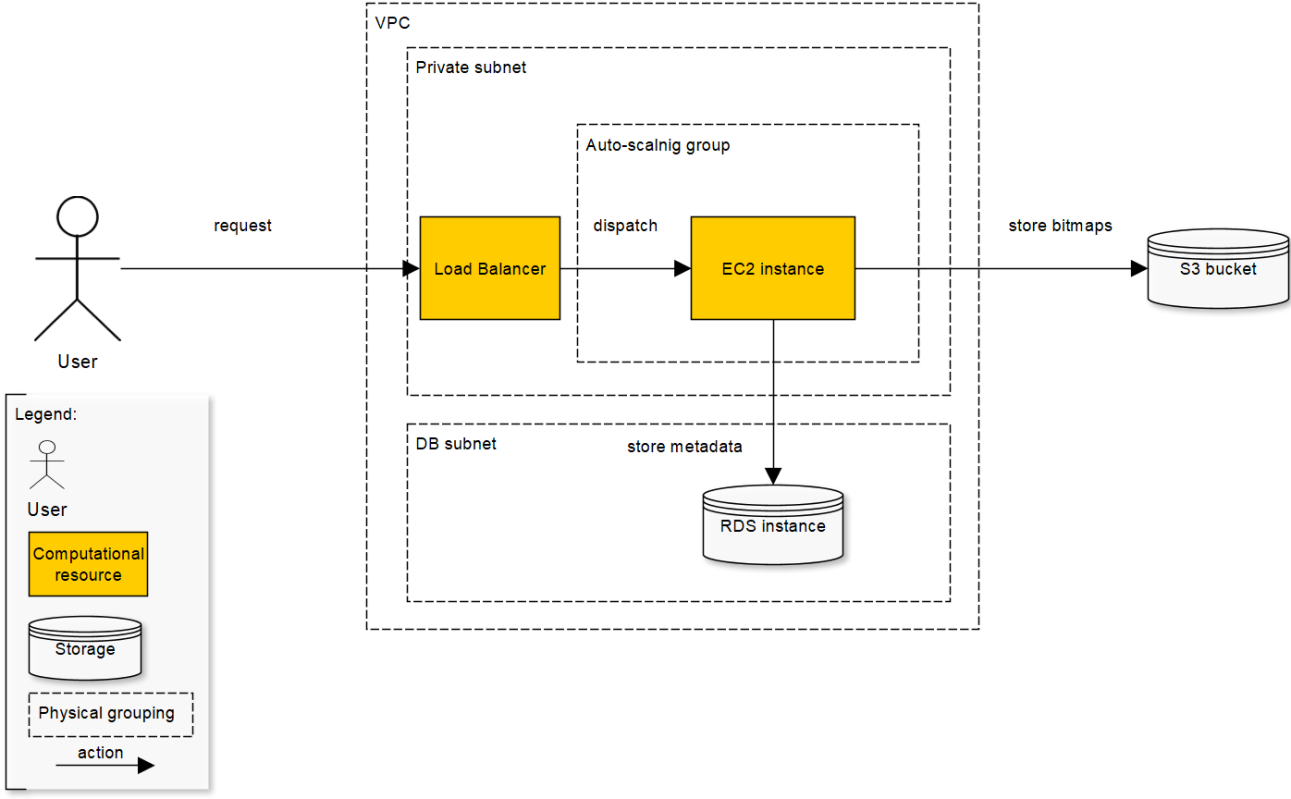 VPC
Private subnet
Auto-scalnig group
request
dispatch
store bitmaps
Load Balancer
EC2 instance
S3 bucket
User
Legend:
DB subnet
store metadata
User
RDS instance
Computational
resource
Storage
Physical grouping
action